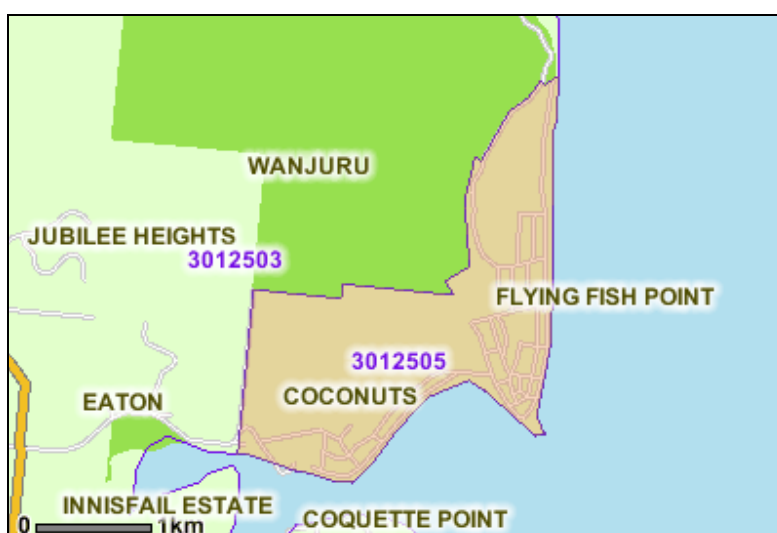 WANJURU
JUBILEE HEIGHTS
3012503
FLYING FISH POINT
3012505
COCONUTS
EATON
INNISFAIL ESTATE
COQUETTE POINT
0 1km